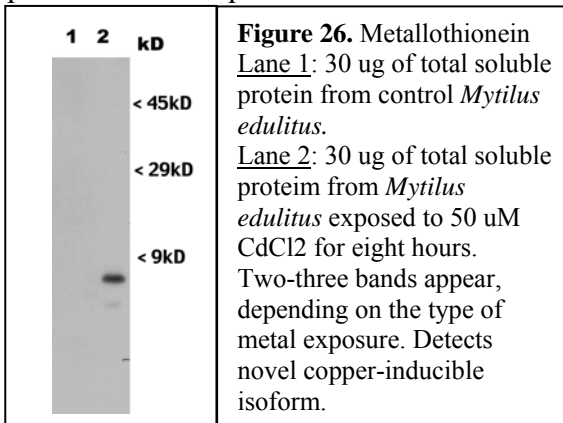 1 2 kD
< 45kD
< 29kD
< 9kD
Figure 26. Metallothionein
Lane 1: 30 ug of total soluble
protein from control Mytilus
edulitus.
Lane 2: 30 ug of total soluble
proteim from Mytilus
edulitus exposed to 50 uM
CdCl2 for eight hours.
Two-three bands appear,
depending on the type of
metal exposure. Detects
novel copper-inducible
isoform.